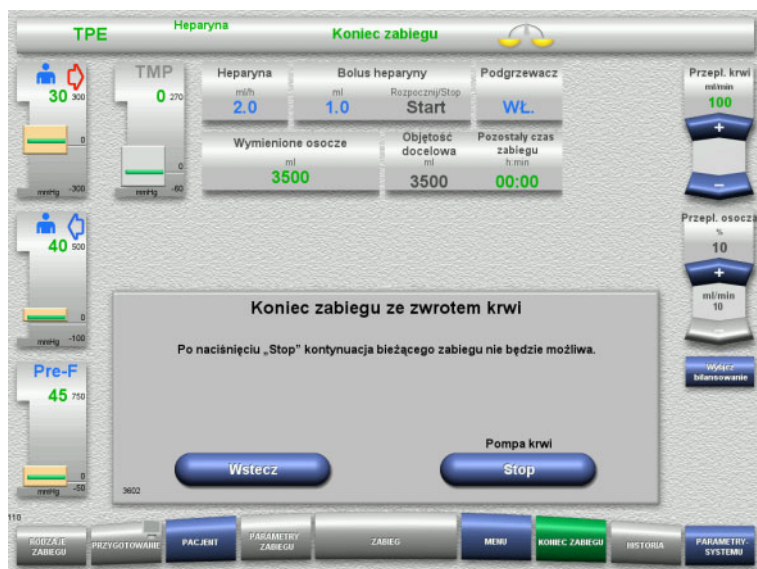 TPE
Heparyna
Koniec zabiegu
30 300
0
mmHg -300
TMP
0 270
0
mmHg -60
Heparyna
ml/h
2.0
Bolus heparyny
ml Rozpocznij/Stop
1.0 Start
Podgrzewacz
WŁ.
Przepł. krwi
ml/min
100
+
–
Wymienione osocze
ml
3500
Objętość
docelowa
ml
3500
Pozostały czas
zabiegu
h:min
00:00
40 500
0
mmHg -100
Przepł. osocza
%
10
+
ml/min
10
–
Wyłącz
bilansowanie
Pre-F
45 750
0
mmHg -50
Koniec zabiegu ze zwrotem krwi
Po naciśnięciu „Stop” kontynuacja bieżącego zabiegu nie będzie możliwa.
Pompa krwi
Wstecz
Stop
3602
110
RODZAJE
ZABIEGU
PRZYGOTOWANIE
PACJENT
PARAMETRY
ZABIEGU
ZABIEG
MENU
KONIEC ZABIEGU
HISTORIA
PARAMETRY-
SYSTEMU